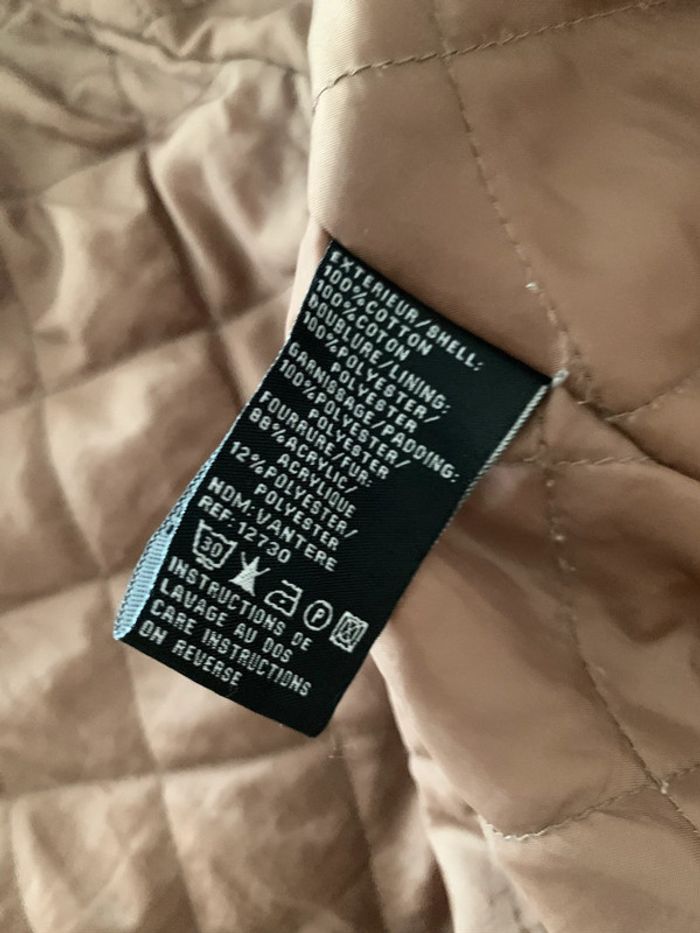 EXTERIEUR/SHELL:
100%COTTON
100%COTON
DOUBLURE/LINING:
100%POLYESTER/
POLYESTER
GARNISSAGE/PADDING:
100%POLYESTER/
POLYESTER
FOURRURE/FUR:
88%ACRYLIC/
ACRYLIQUE
12%POLYESTER/
POLYESTER
NDM:VANTERE
REF:12730
30 P
INSTRUCTIONS DE
LAVAGE AU DOS
CARE INSTRUCTIONS
ON REVERSE